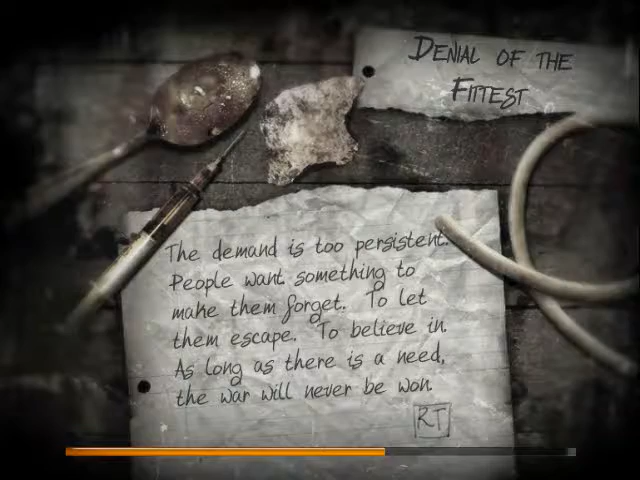 DENIAL OF THE
FITTEST
The demand is too persistent.
People want something to
make them forget. To let
them escape. To believe in.
As long as there is a need,
the war will never be won.
RT